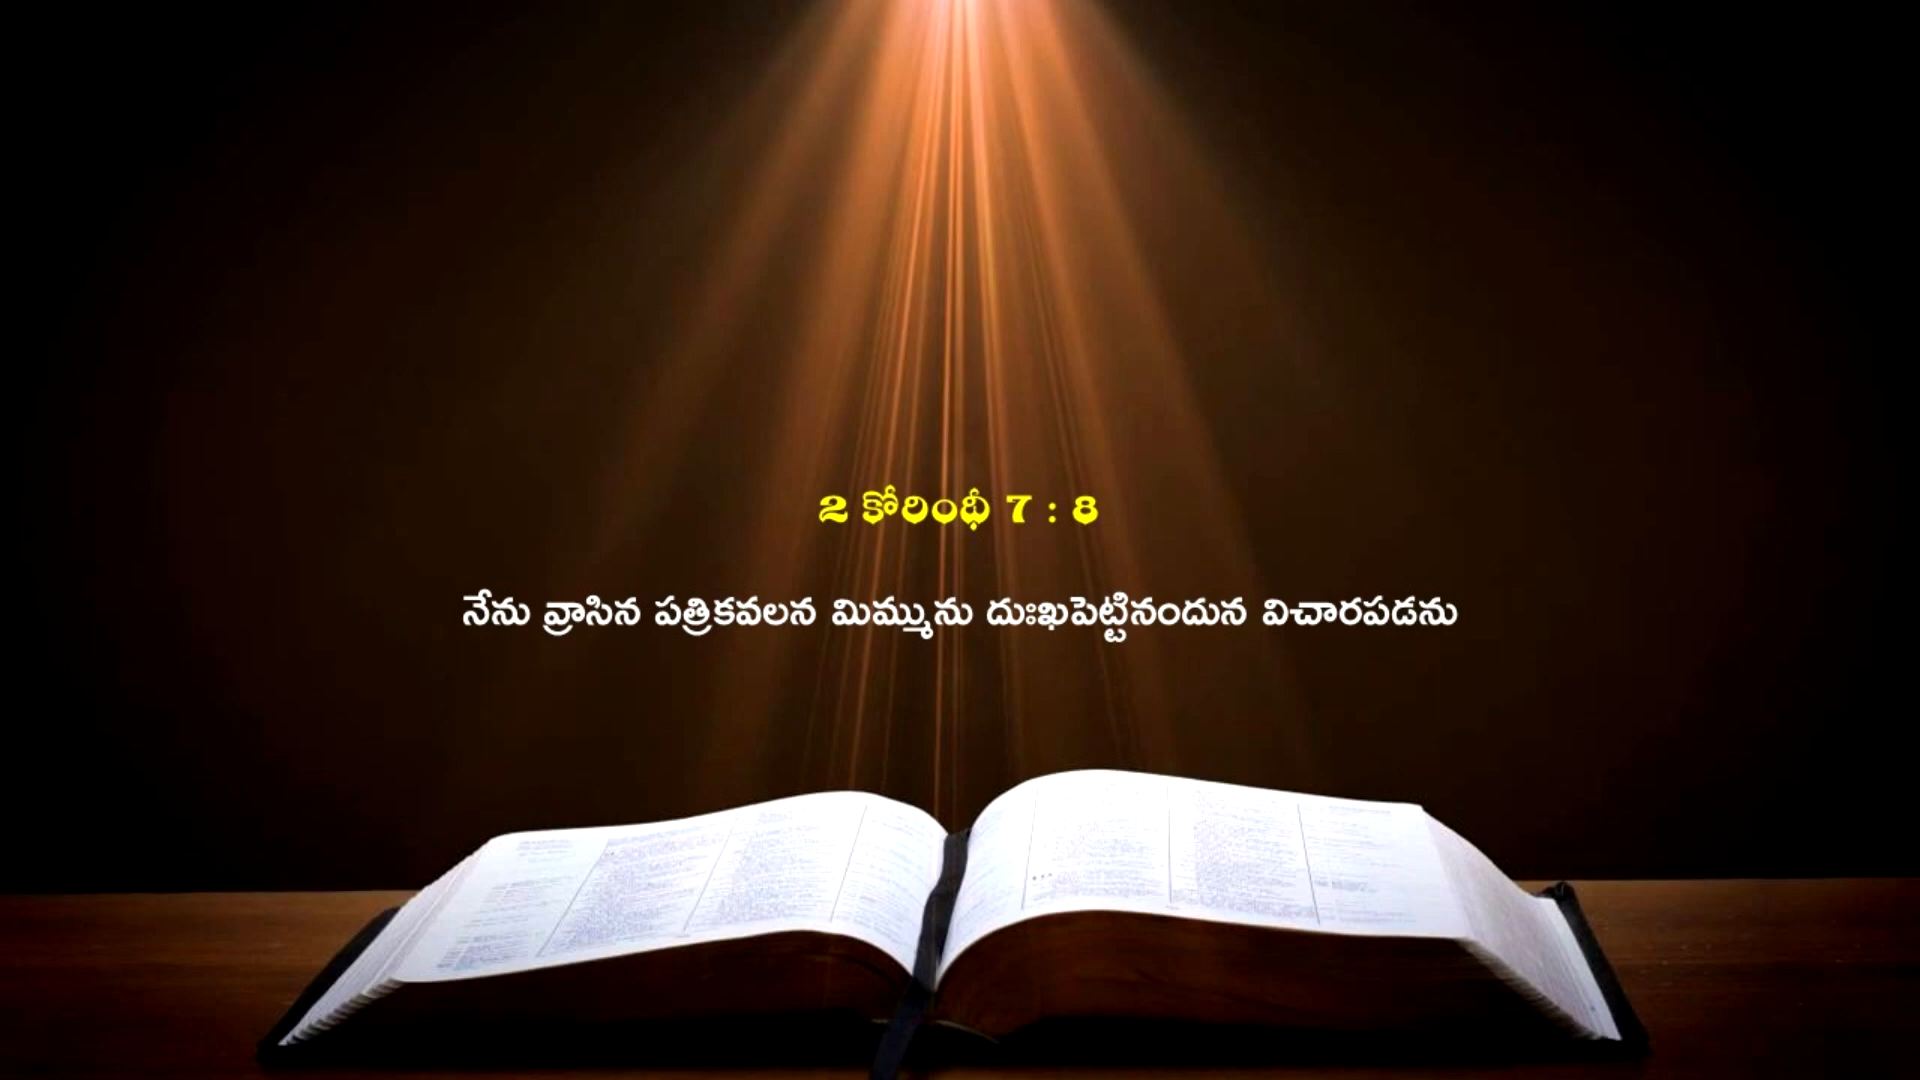 2 కోరింథీ 7 : 8
నేను వ్రాసిన పత్రికవలన మిమ్మును దుఃఖపెట్టినందున విచారపడను